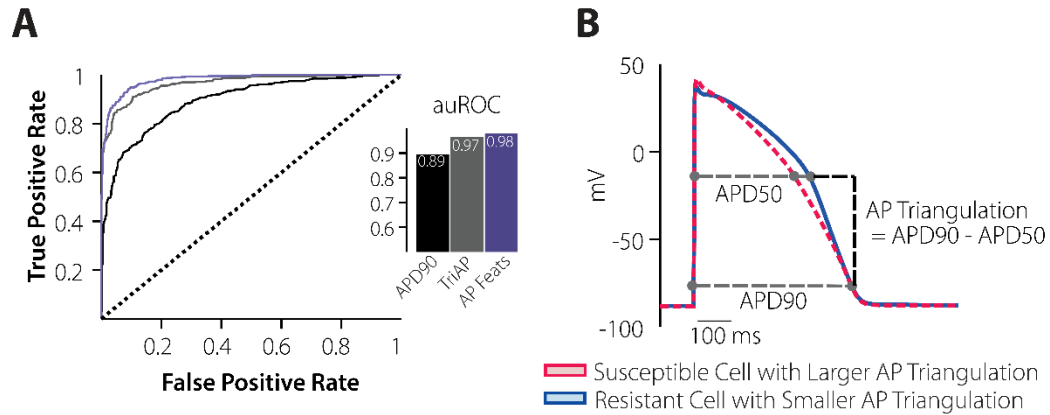 A
True Positive Rate
1
0.8
0.6
0.4
0.2
0.2
0.4
0.6
0.8
1
False Positive Rate
auROC
0.9
0.8
0.7
0.6
0.89
0.97
0.98
APD90
TriAP
AP Feats
B
mV
50
0
-50
-100
APD50
APD90
AP Triangulation
= APD90 - APD50
100 ms
Susceptible Cell with Larger AP Triangulation
Resistant Cell with Smaller AP Triangulation